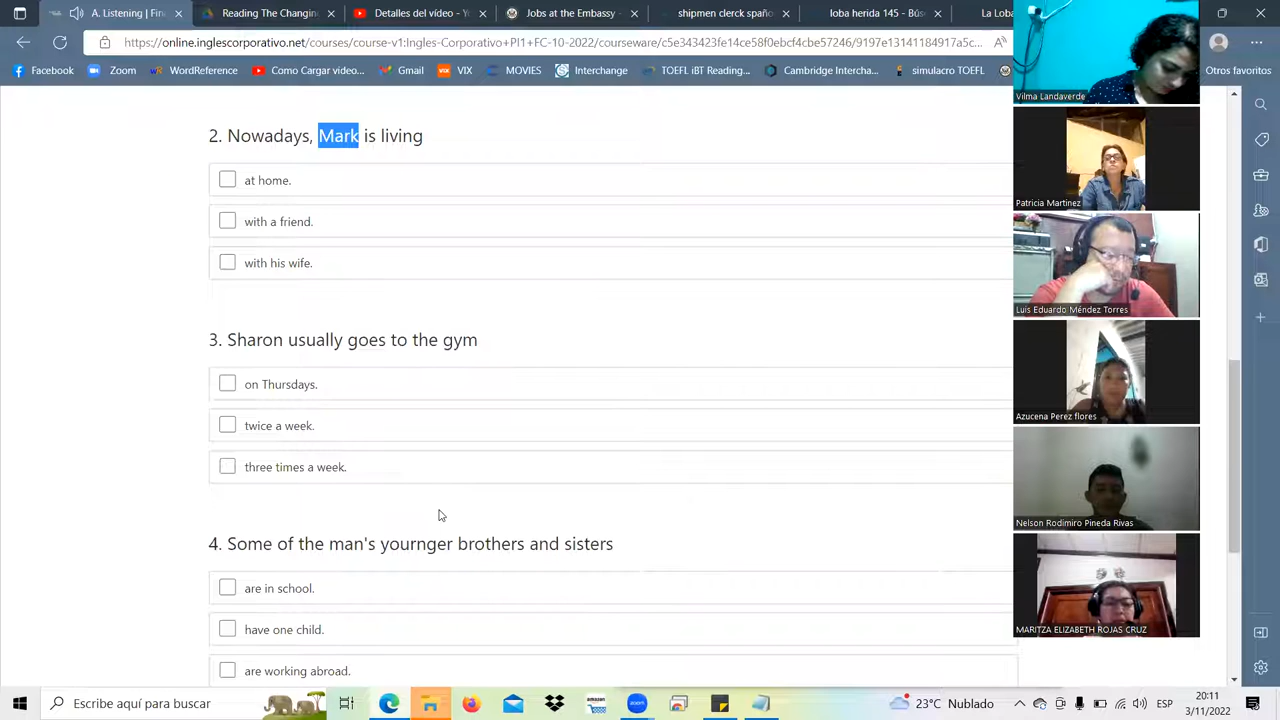 A. Listening | Fin
Reading The Changin
Detalles del vídeo
Jobs at the Embassy
shipmen clerck españ
lobo herida 145 - Bús
Loba
https://online.inglescorporativo.net/courses/course-v1:Ingles-Corporativo+PI1+FC-10-2022/courseware/c5e343423fe14ce58f0ebcf4cbe57246/9197e13141184917a5c...
Facebook
Zoom
WordReference
Como Cargar video...
Gmail
VIX
MOVIES
Interchange
TOEFL iBT Reading...
Cambridge Intercha...
simulacro TOEFL
Otros favoritos
2. Nowadays, Mark is living
at home.
with a friend.
with his wife.
3. Sharon usually goes to the gym
on Thursdays.
twice a week.
three times a week.
4. Some of the man's yournger brothers and sisters
are in school.
have one child.
are working abroad.
Vilma Landaverde
Patricia Martinez
Luis Eduardo Méndez Torres
Azucena Perez flores
Nelson Rodimiro Pineda Rivas
MARITZA ELIZABETH ROJAS CRUZ
Escribe aquí para buscar
amazon
zoom
23°C Nublado
ESP
20:11
3/11/2022